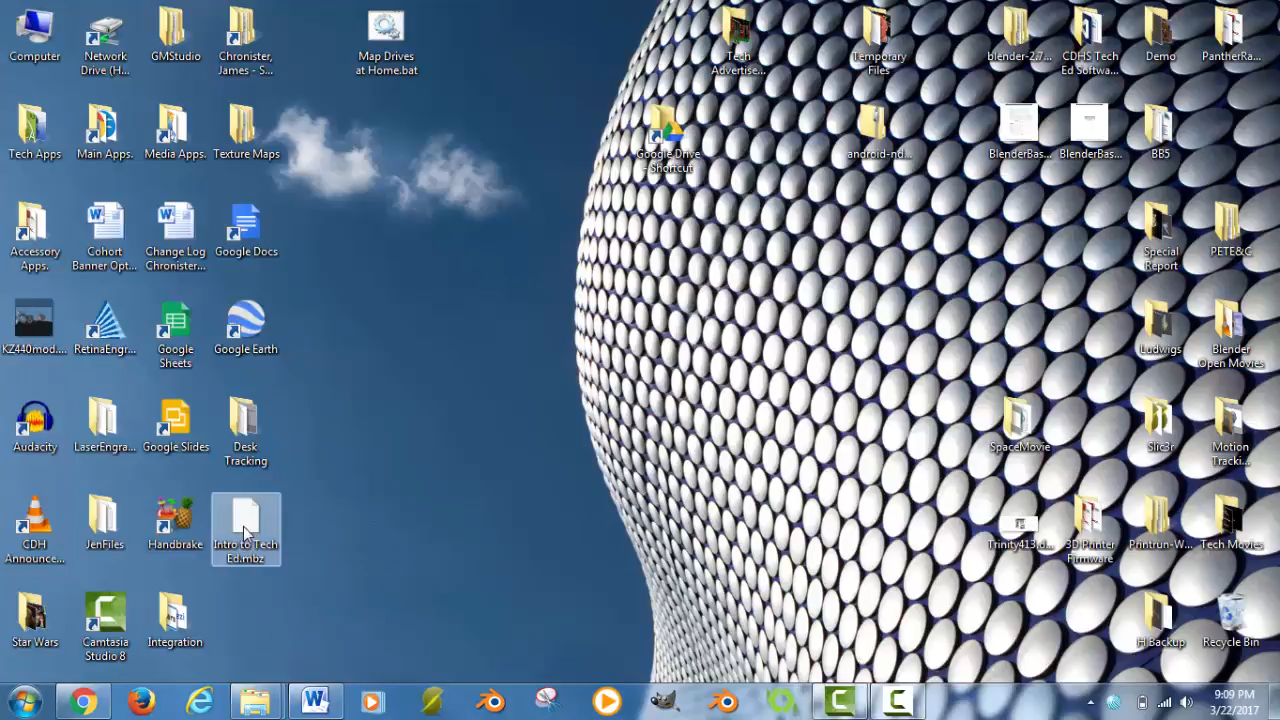 Computer
Network
Drive (H...
GMStudio
Chronister,
James - S...
Map Drives
at Home.bat
Tech
Advertise...
Temporary
Files
blender-2.7...
CDHS Tech
Ed Softwa...
Demo
PantherRa...
Tech Apps
Main Apps.
Media Apps.
Texture Maps
Google Drive
- Shortcut
android-nd...
BlenderBas...
BlenderBas...
BB5
Accessory
Apps.
Cohort
Banner Opt...
Change Log
Chronister...
Google Docs
Special
Report
PETE&C
KZ440mod....
RetinaEngr...
Google
Sheets
Google Earth
Ludwigs
Blender
Open Movies
Audacity
LaserEngra...
Google Slides
Desk
Tracking
SpaceMovie
Slic3r
Motion
Tracki...
CDH
Announce...
JenFiles
Handbrake
Intro to Tech
Ed.mbz
Trinity413.d...
3D Printer
Firmware
Printrun-W...
Tech Movies
Star Wars
Camtasia
Studio 8
Integration
H Backup
Recycle Bin
9:09 PM
3/22/2017